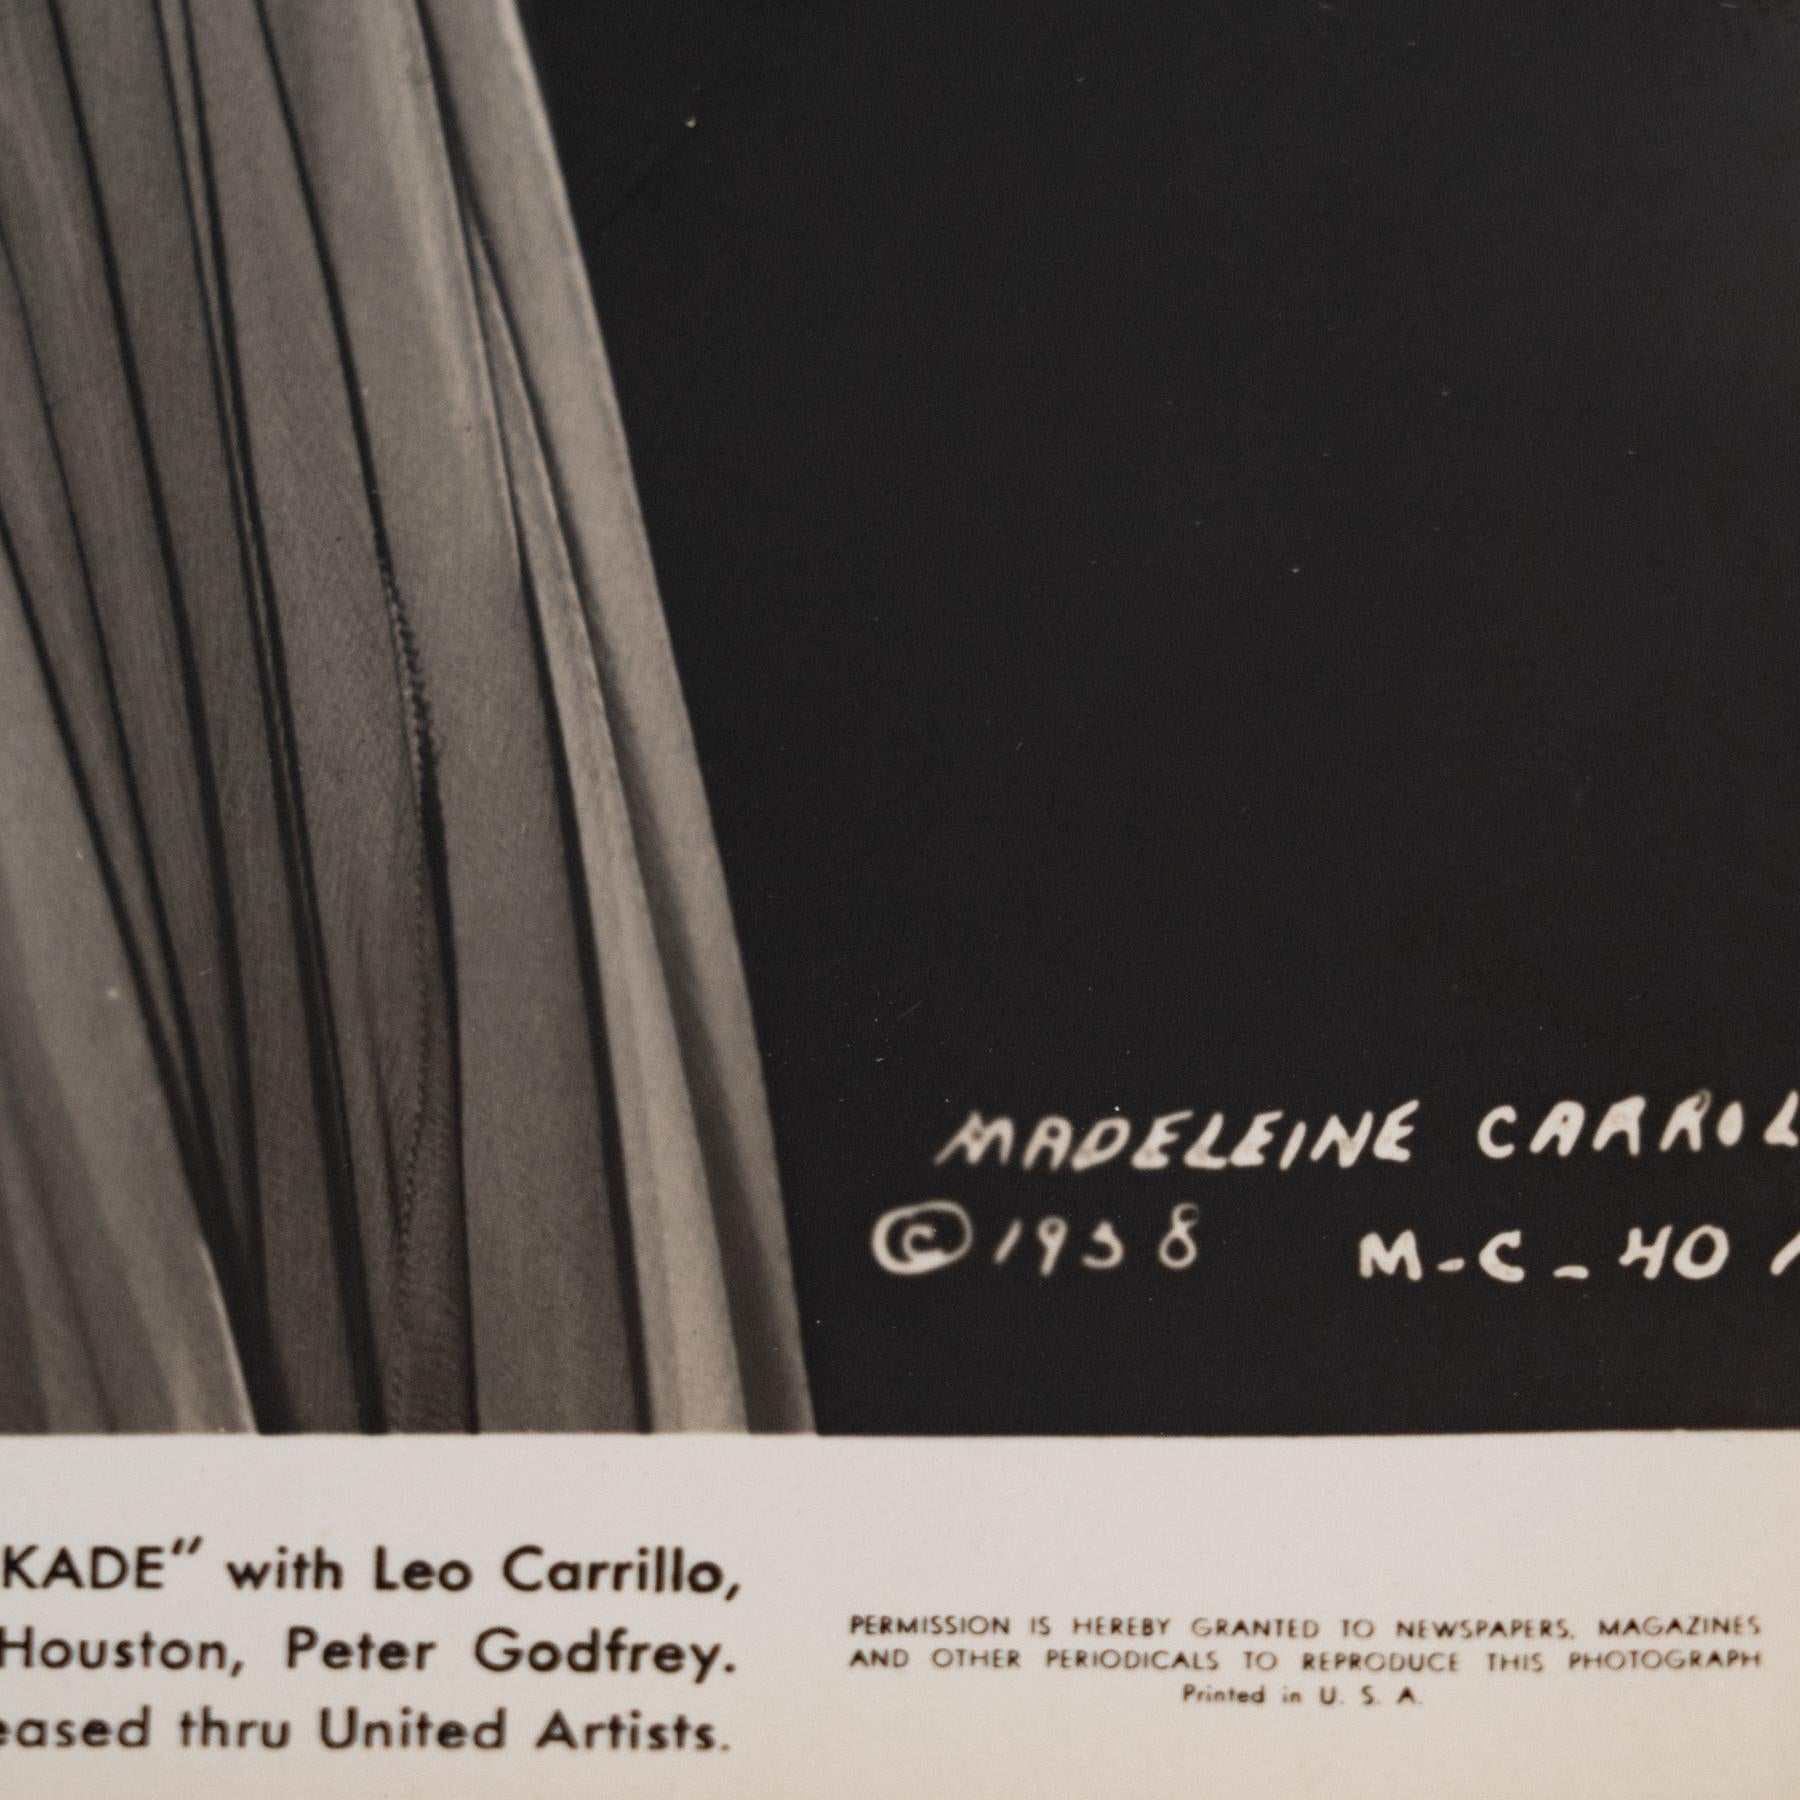 MADELEINE CARROL
© 1938 M-C-40
KADE" with Leo Carrillo,
Houston, Peter Godfrey.
eased thru United Artists.
PERMISSION IS HEREBY GRANTED TO NEWSPAPERS, MAGAZINES
AND OTHER PERIODICALS TO REPRODUCE THIS PHOTOGRAPH
Printed in U. S. A.